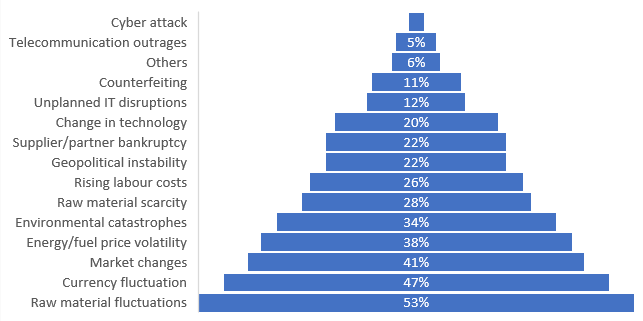 Cyber attack
Telecommunication outrages 5%
Others 6%
Counterfeiting 11%
Unplanned IT disruptions 12%
Change in technology 20%
Supplier/partner bankruptcy 22%
Geopolitical instability 22%
Rising labour costs 26%
Raw material scarcity 28%
Environmental catastrophes 34%
Energy/fuel price volatility 38%
Market changes 41%
Currency fluctuation 47%
Raw material fluctuations 53%